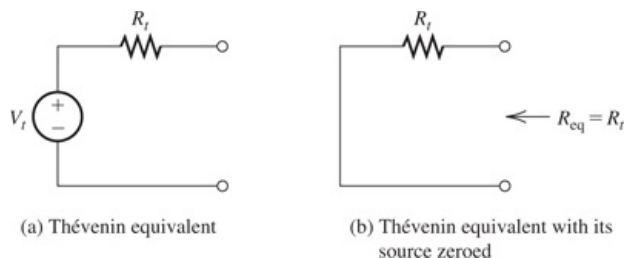 R_t
+
V_t
−
(a) Thévenin equivalent
R_t
R_eq = R_t
(b) Thévenin equivalent with its
source zeroed